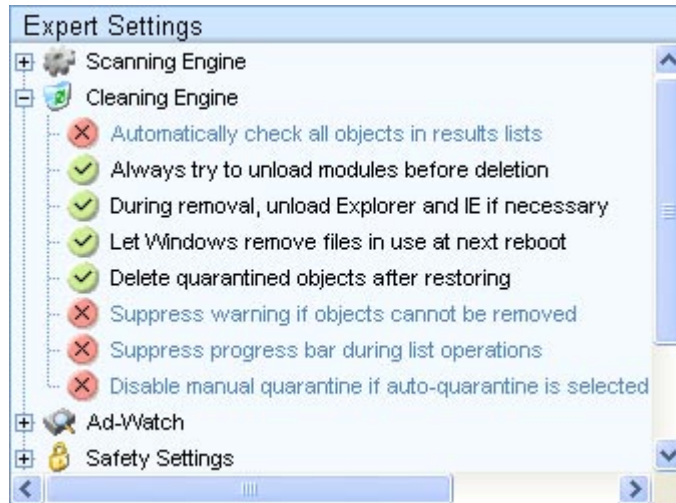 Expert Settings
Scanning Engine
Cleaning Engine
Automatically check all objects in results lists
Always try to unload modules before deletion
During removal, unload Explorer and IE if necessary
Let Windows remove files in use at next reboot
Delete quarantined objects after restoring
Suppress warning if objects cannot be removed
Suppress progress bar during list operations
Disable manual quarantine if auto-quarantine is selected
Ad-Watch
Safety Settings